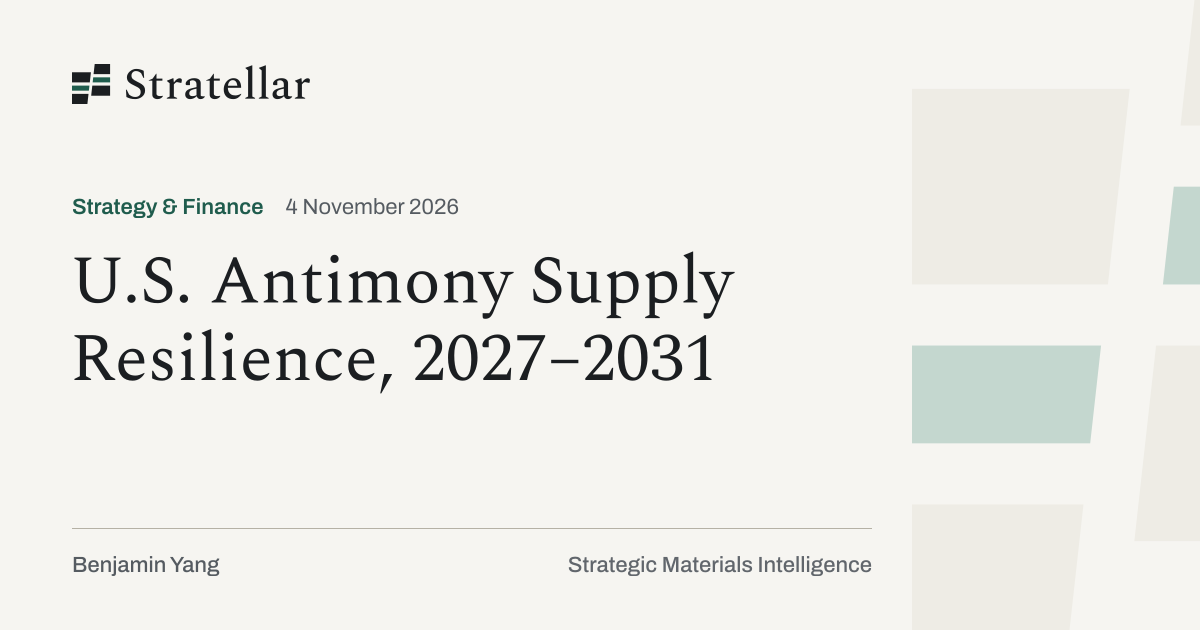 Stratellar
Strategy & Finance 4 November 2026
U.S. Antimony Supply
Resilience, 2027–2031
Benjamin Yang
Strategic Materials Intelligence